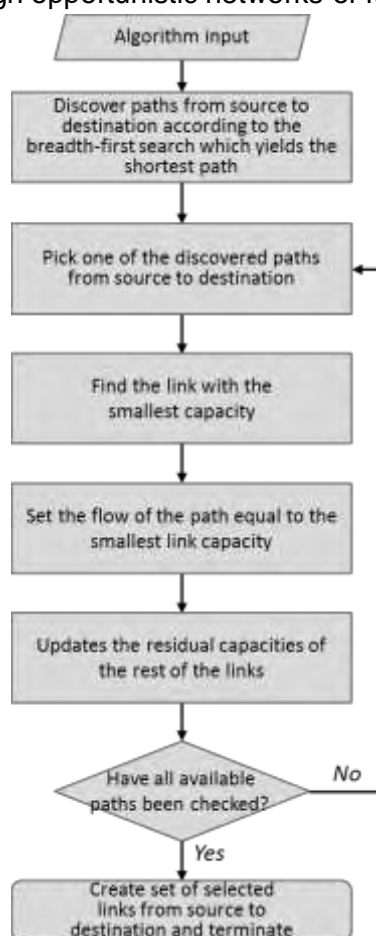 opportunistic networks of
Algorithm input
Discover paths from source to
destination according to the
breadth-first search which yields the
shortest path
Pick one of the discovered paths
from source to destination
Find the link with the
smallest capacity
Set the flow of the path equal to the
smallest link capacity
Updates the residual capacities of
the rest of the links
Have all available
paths been checked?
No
Yes
Create set of selected
links from source to
destination and terminate